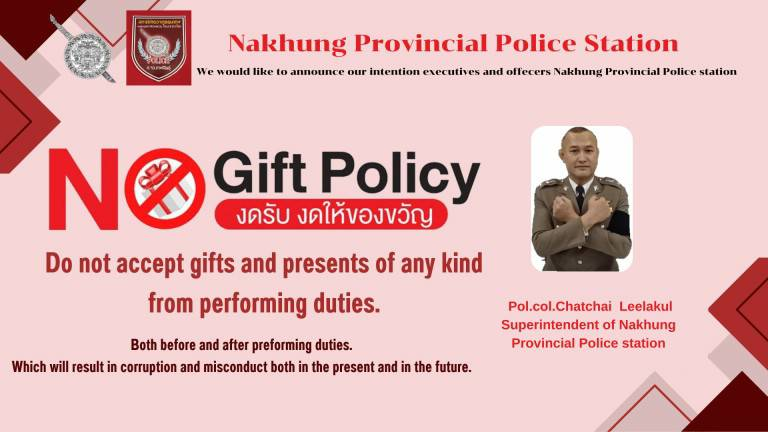 Nakhung Provincial Police Station
We would like to announce our intention executives and offecers Nakhung Provincial Police station
POLICE
NO Gift Policy
งดรับ งดให้ของขวัญ
Do not accept gifts and presents of any kind
from performing duties.
Both before and after preforming duties.
Which will result in corruption and misconduct both in the present and in the future.
Pol.col.Chatchai Leelakul
Superintendent of Nakhung
Provincial Police station